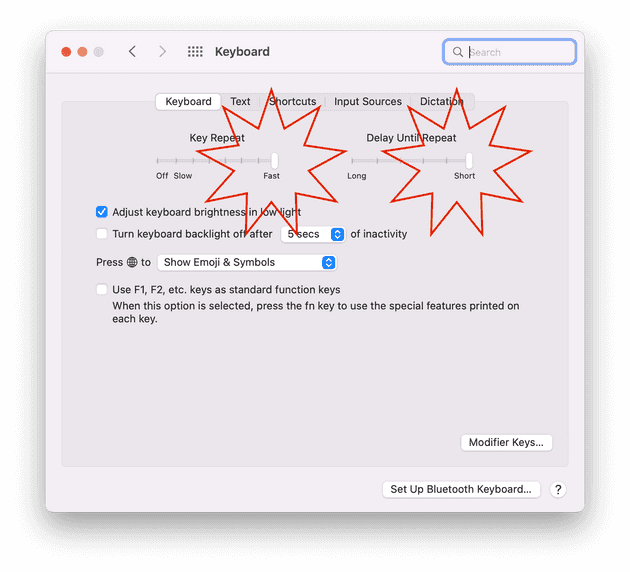 Keyboard
Search
Keyboard Text Shortcuts Input Sources Dictation
Key Repeat Delay Until Repeat
Off Slow Fast Long Short
Adjust keyboard brightness in low light
Turn keyboard backlight off after 5 secs of inactivity
Press to Show Emoji & Symbols
Use F1, F2, etc. keys as standard function keys
When this option is selected, press the fn key to use the special features printed on
each key.
Modifier Keys...
Set Up Bluetooth Keyboard... ?